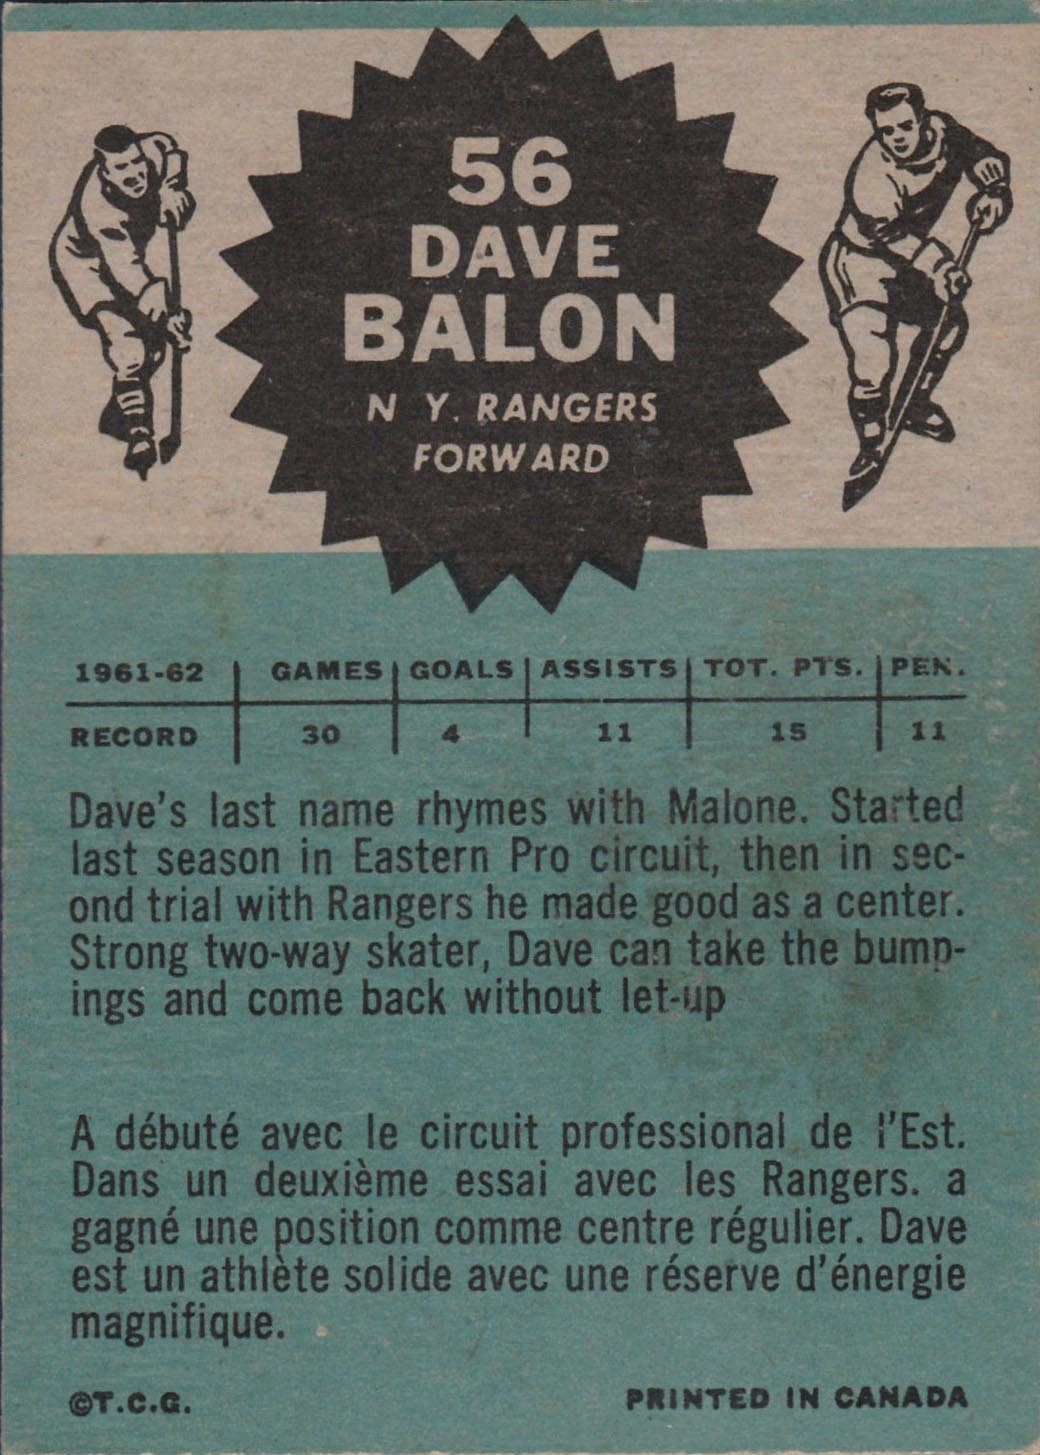 56
DAVE
BALON
N Y. RANGERS
FORWARD
1961-62 GAMES GOALS ASSISTS TOT. PTS. PEN.
RECORD 30 4 11 15 11
Dave's last name rhymes with Malone. Started
last season in Eastern Pro circuit, then in sec-
ond trial with Rangers he made good as a center.
Strong two-way skater, Dave can take the bump-
ings and come back without let-up
A débuté avec le circuit professional de l'Est.
Dans un deuxième essai avec les Rangers. a
gagné une position comme centre régulier. Dave
est un athlète solide avec une réserve d'énergie
magnifique.
©T.C.G. PRINTED IN CANADA